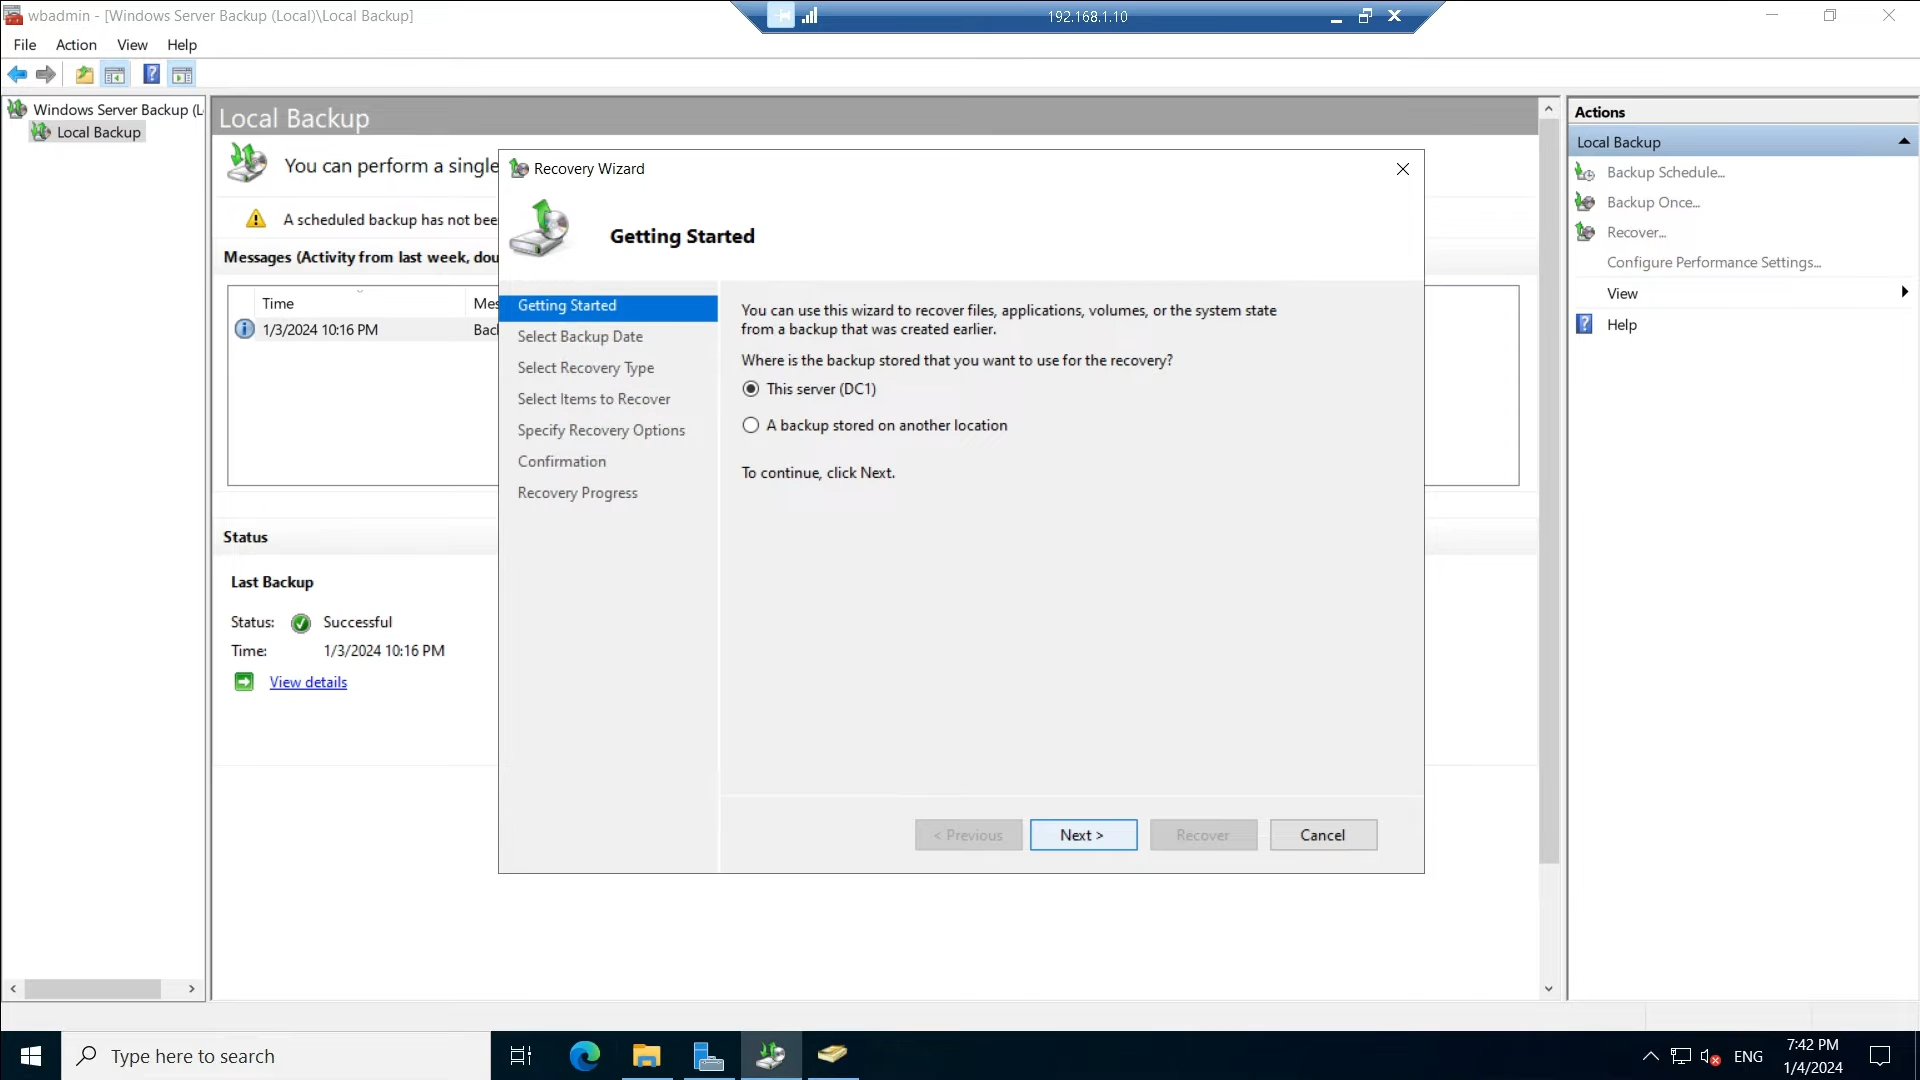 wbadmin - [Windows Server Backup (Local)\Local Backup]
192.168.1.10
File Action View Help
Windows Server Backup (L
Local Backup
Local Backup
You can perform a single
A scheduled backup has not bee
Messages (Activity from last week, dou
Time Mes
1/3/2024 10:16 PM Bac
Status
Last Backup
Status: Successful
Time: 1/3/2024 10:16 PM
View details
Recovery Wizard
Getting Started
Getting Started
Select Backup Date
Select Recovery Type
Select Items to Recover
Specify Recovery Options
Confirmation
Recovery Progress
You can use this wizard to recover files, applications, volumes, or the system state
from a backup that was created earlier.
Where is the backup stored that you want to use for the recovery?
This server (DC1)
A backup stored on another location
To continue, click Next.
< Previous Next > Recover Cancel
Actions
Local Backup
Backup Schedule...
Backup Once...
Recover...
Configure Performance Settings...
View
Help
Type here to search
ENG
7:42 PM
1/4/2024